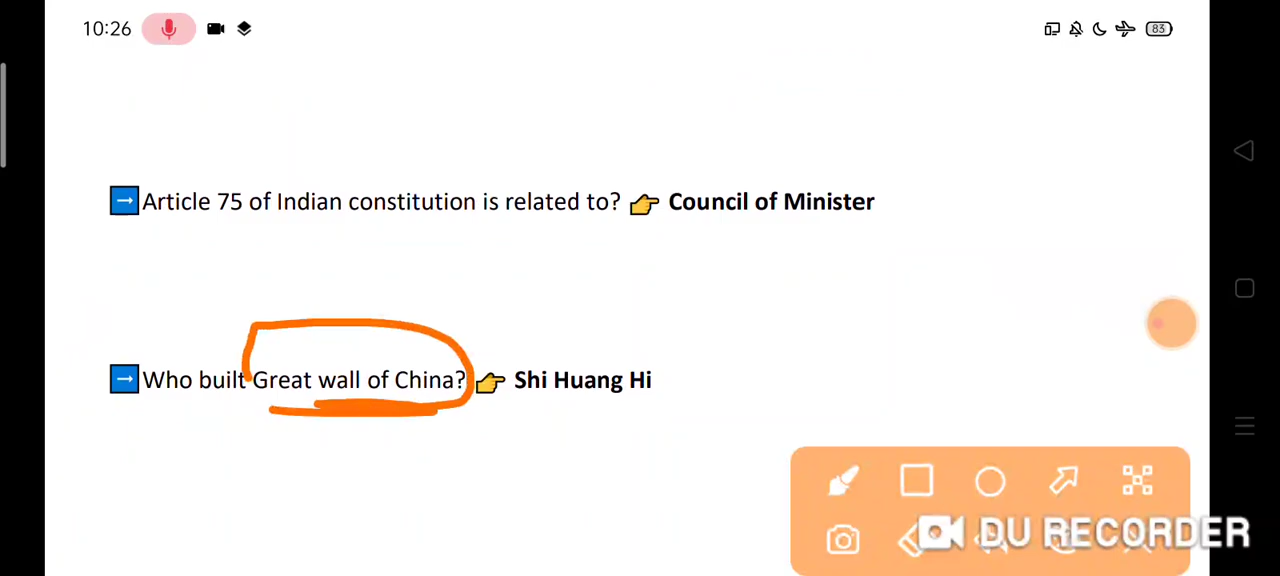 10:26
83
➡Article 75 of Indian constitution is related to? 👉 Council of Minister
➡Who built Great wall of China? 👉 Shi Huang Hi
DU RECORDER